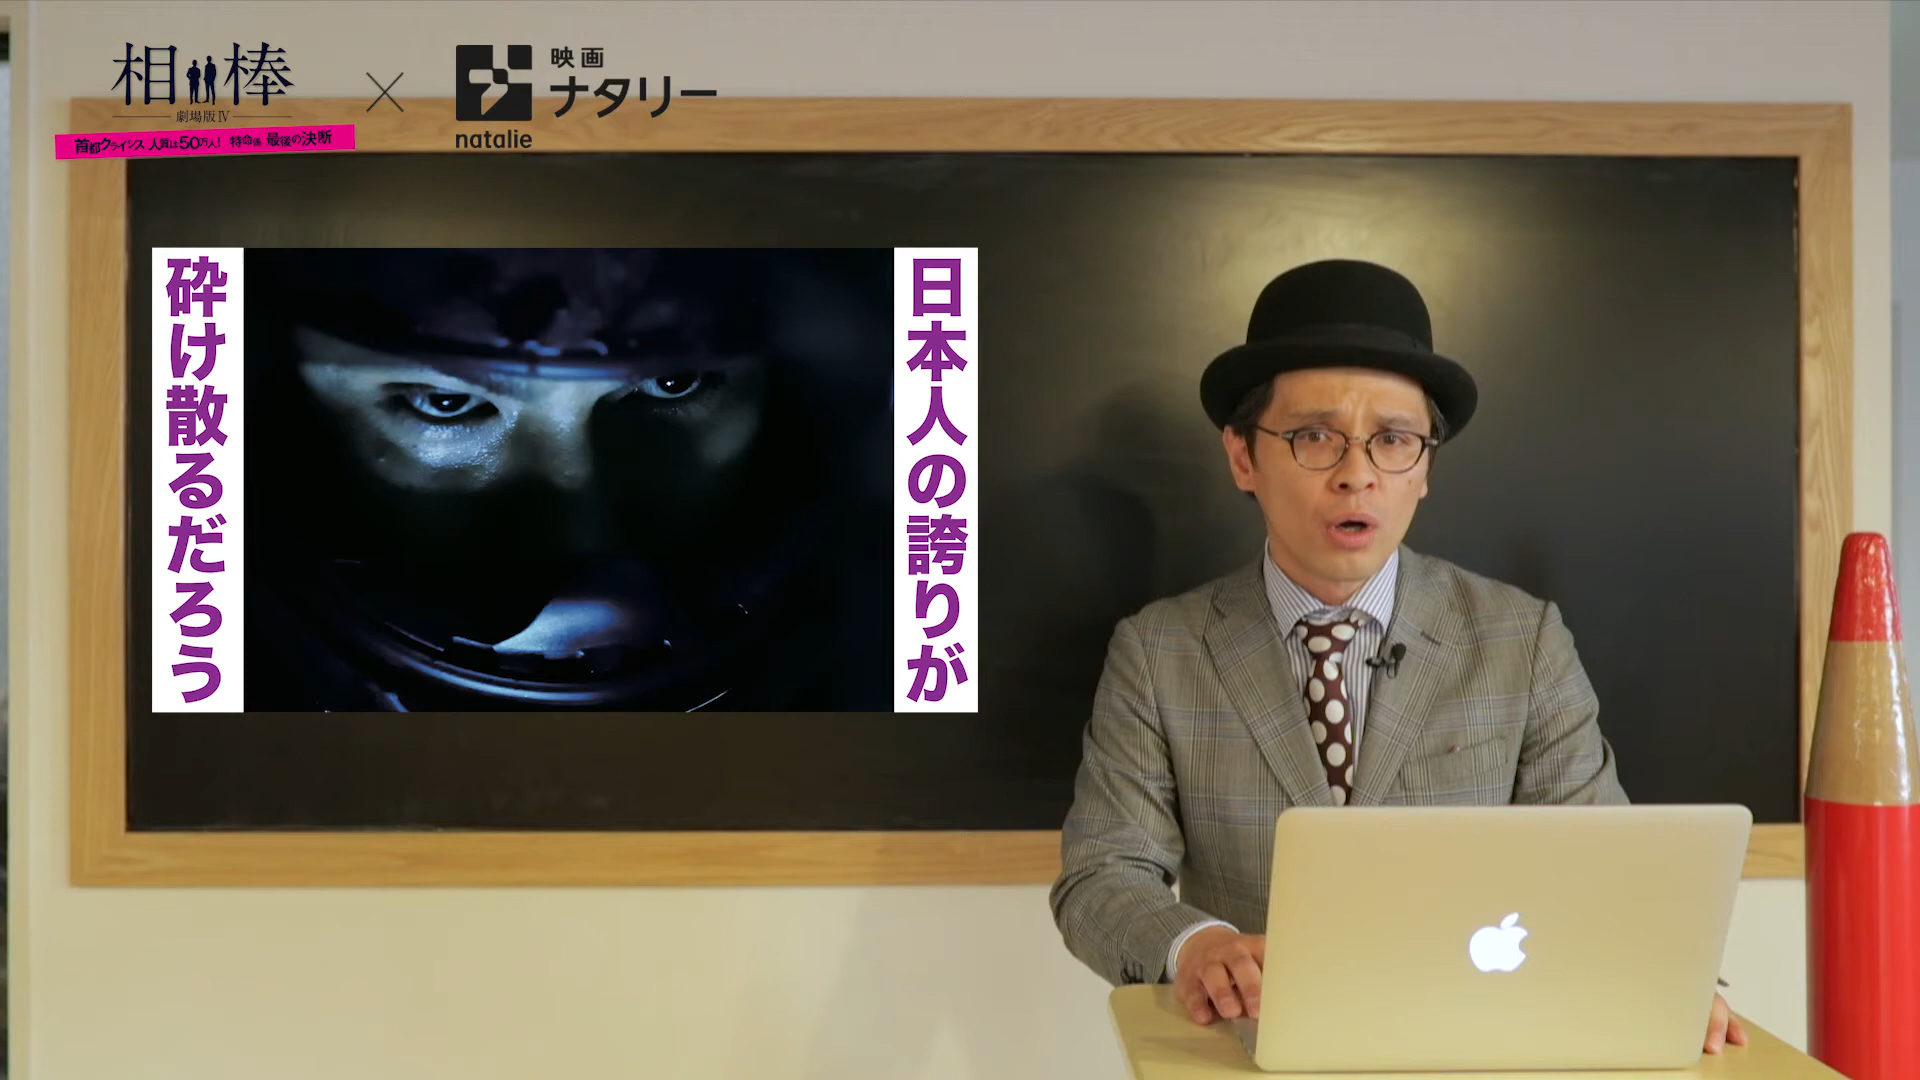 相棒
劇場版Ⅳ
首都クライシス 人質は50万人! 特命係 最後の決断
×
映画
ナタリー
natalie
日本人の誇りが
砕け散るだろう